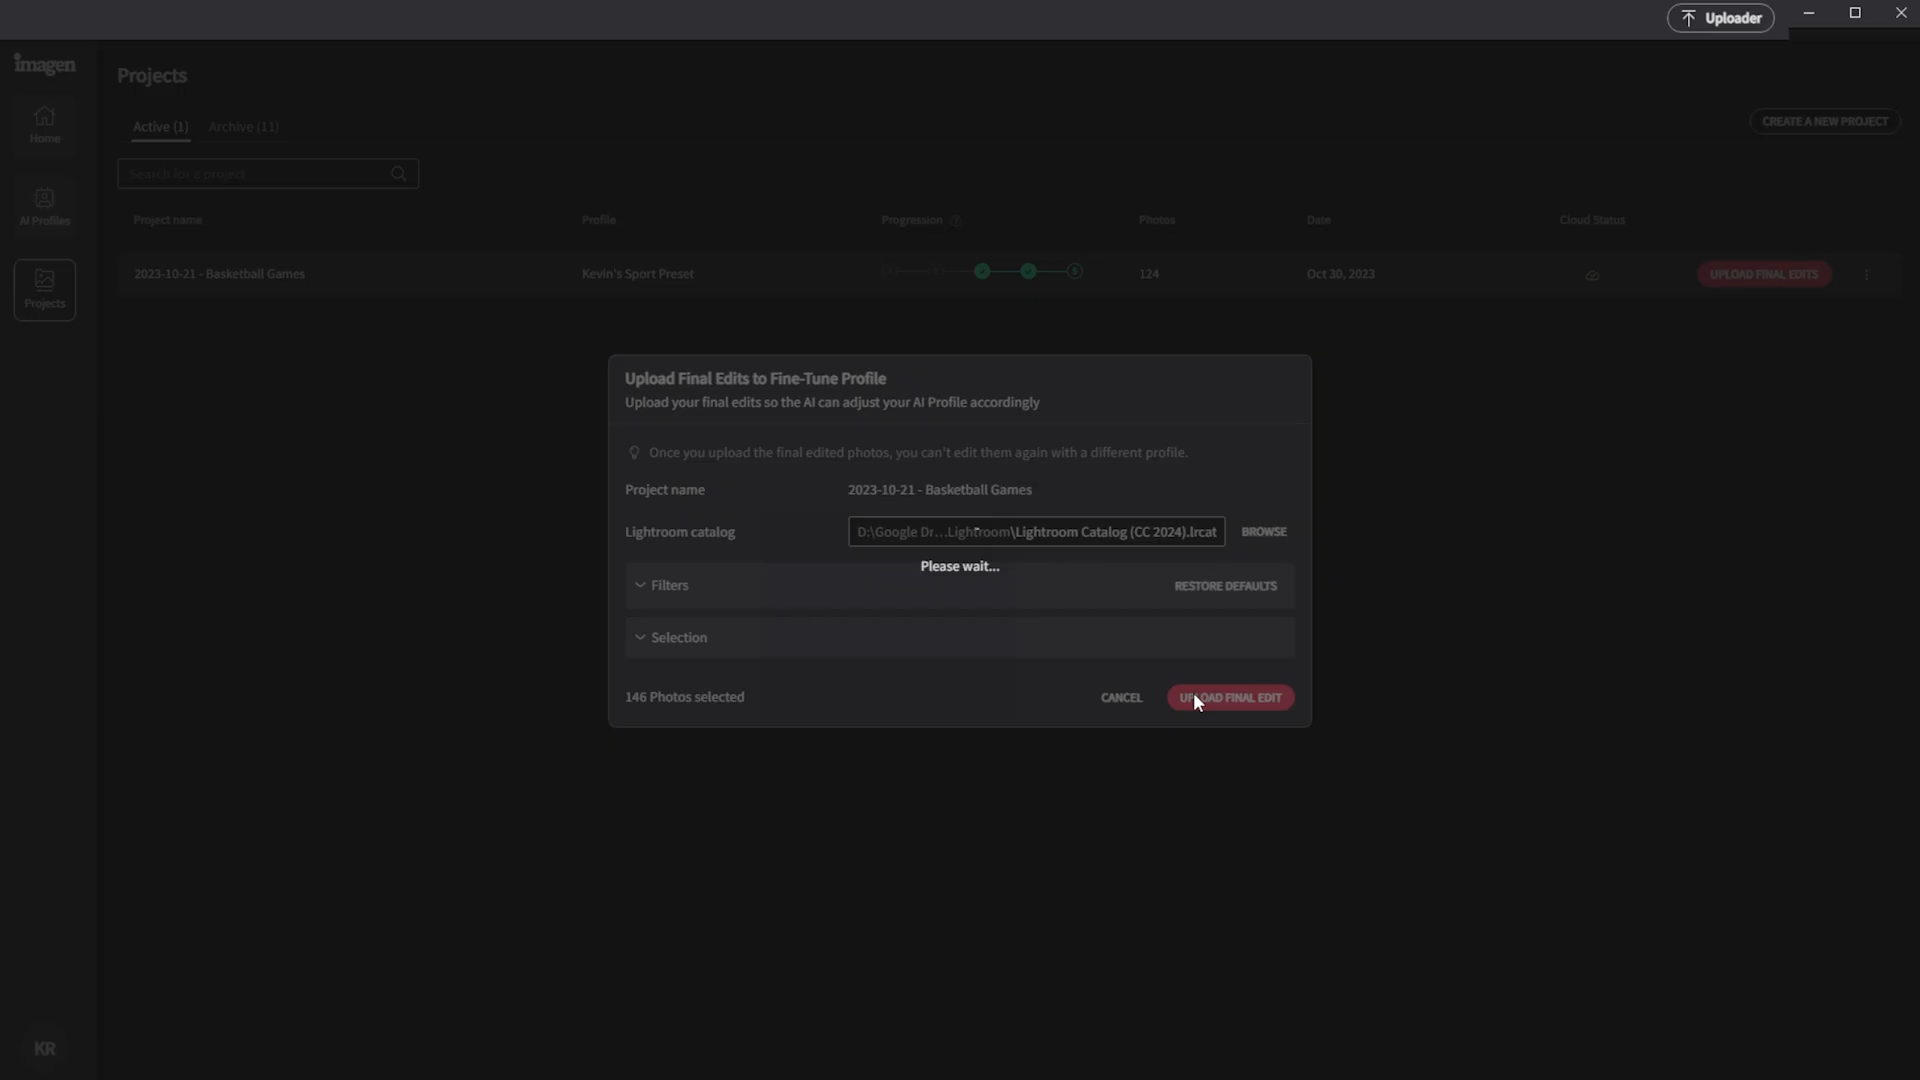 Uploader
imagen
Projects
Home
Active (1) Archive (11)
CREATE A NEW PROJECT
Search for a project
AI Profiles
Project name Profile Progression ? Photos Date Cloud Status
2023-10-21 - Basketball Games Kevin's Sport Preset 124 Oct 30, 2023 UPLOAD FINAL EDITS
Projects
Upload Final Edits to Fine-Tune Profile
Upload your final edits so the AI can adjust your AI Profile accordingly
Once you upload the final edited photos, you can't edit them again with a different profile.
Project name 2023-10-21 - Basketball Games
Lightroom catalog D:\Google Dr...Lightroom\Lightroom Catalog (CC 2024).lrcat BROWSE
Please wait...
Filters RESTORE DEFAULTS
Selection
146 Photos selected CANCEL UPLOAD FINAL EDIT
KR